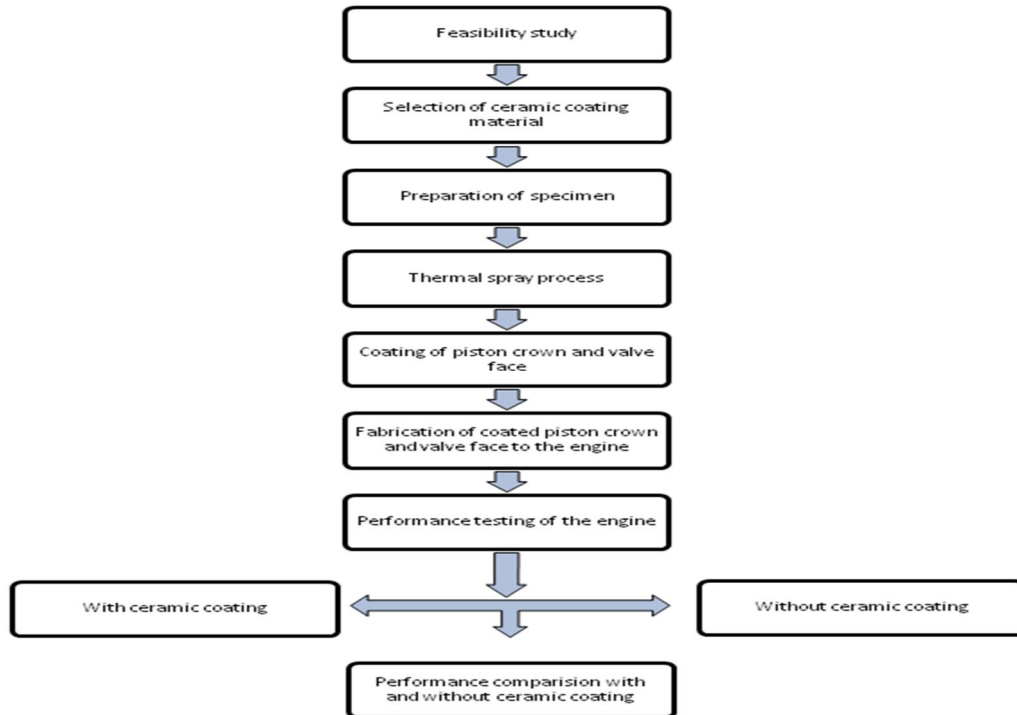 Feasibility study
Selection of ceramic coating
material
Preparation of specimen
Thermal spray process
Coating of piston crown and valve
face
Fabrication of coated piston crown
and valve face to the engine
Performance testing of the engine
With ceramic coating
Without ceramic coating
Performance comparision with
and without ceramic coating